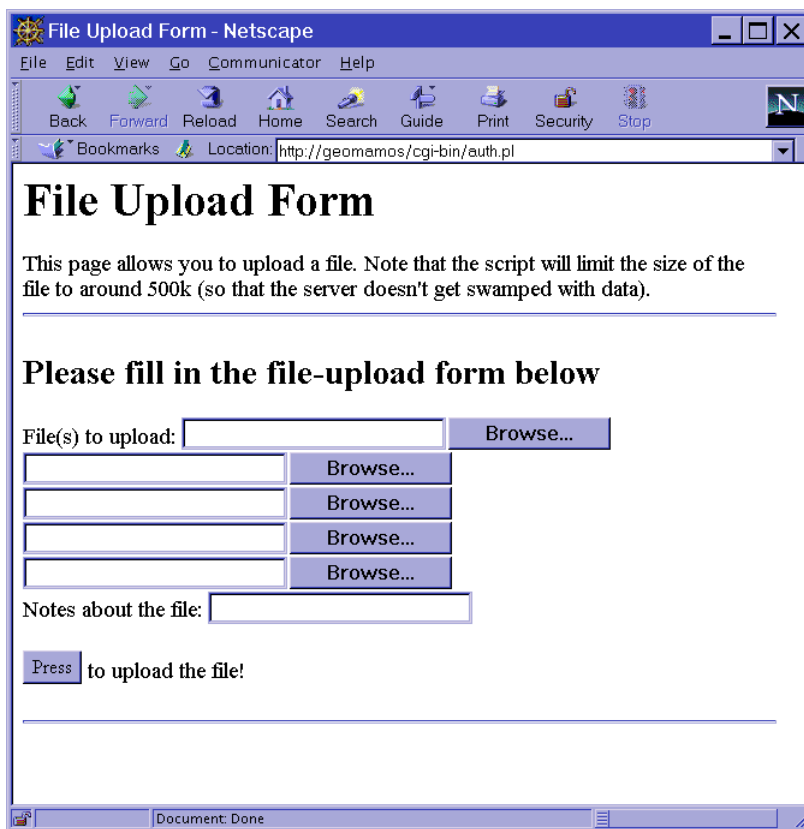 File Upload Form - Netscape
File Edit View Go Communicator Help
Back Forward Reload Home Search Guide Print Security Stop
N
Bookmarks Location: http://geomamos/cgi-bin/auth.pl
File Upload Form
This page allows you to upload a file. Note that the script will limit the size of the
file to around 500k (so that the server doesn't get swamped with data).
Please fill in the file-upload form below
File(s) to upload: Browse...
Browse...
Browse...
Browse...
Browse...
Notes about the file:
Press to upload the file!
Document: Done